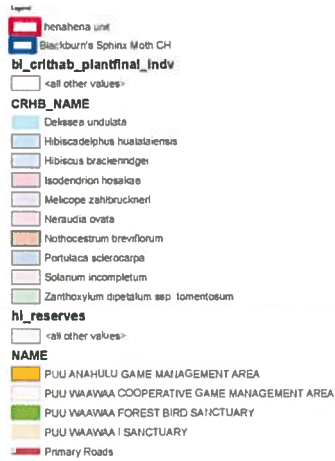 Legend
henahena unit
Blackburn's Sphinx Moth CH
bi_crithab_plantfinal_indv
<all other values>
CRHB_NAME
Delissea undulata
Hibiscadelphus hualalaiensis
Hibiscus brackenridgei
Isodendrion hosakae
Melicope zahlbruckneri
Neraudia ovata
Nothocestrum breviflorum
Portulaca sclerocarpa
Solanum incompletum
Zanthoxylum dipetalum ssp tomentosum
hi_reserves
<all other values>
NAME
PUU ANAHULU GAME MANAGEMENT AREA
PUU WAAWAA COOPERATIVE GAME MANAGEMENT AREA
PUU WAAWAA FOREST BIRD SANCTUARY
PUU WAAWAA I SANCTUARY
Primary Roads